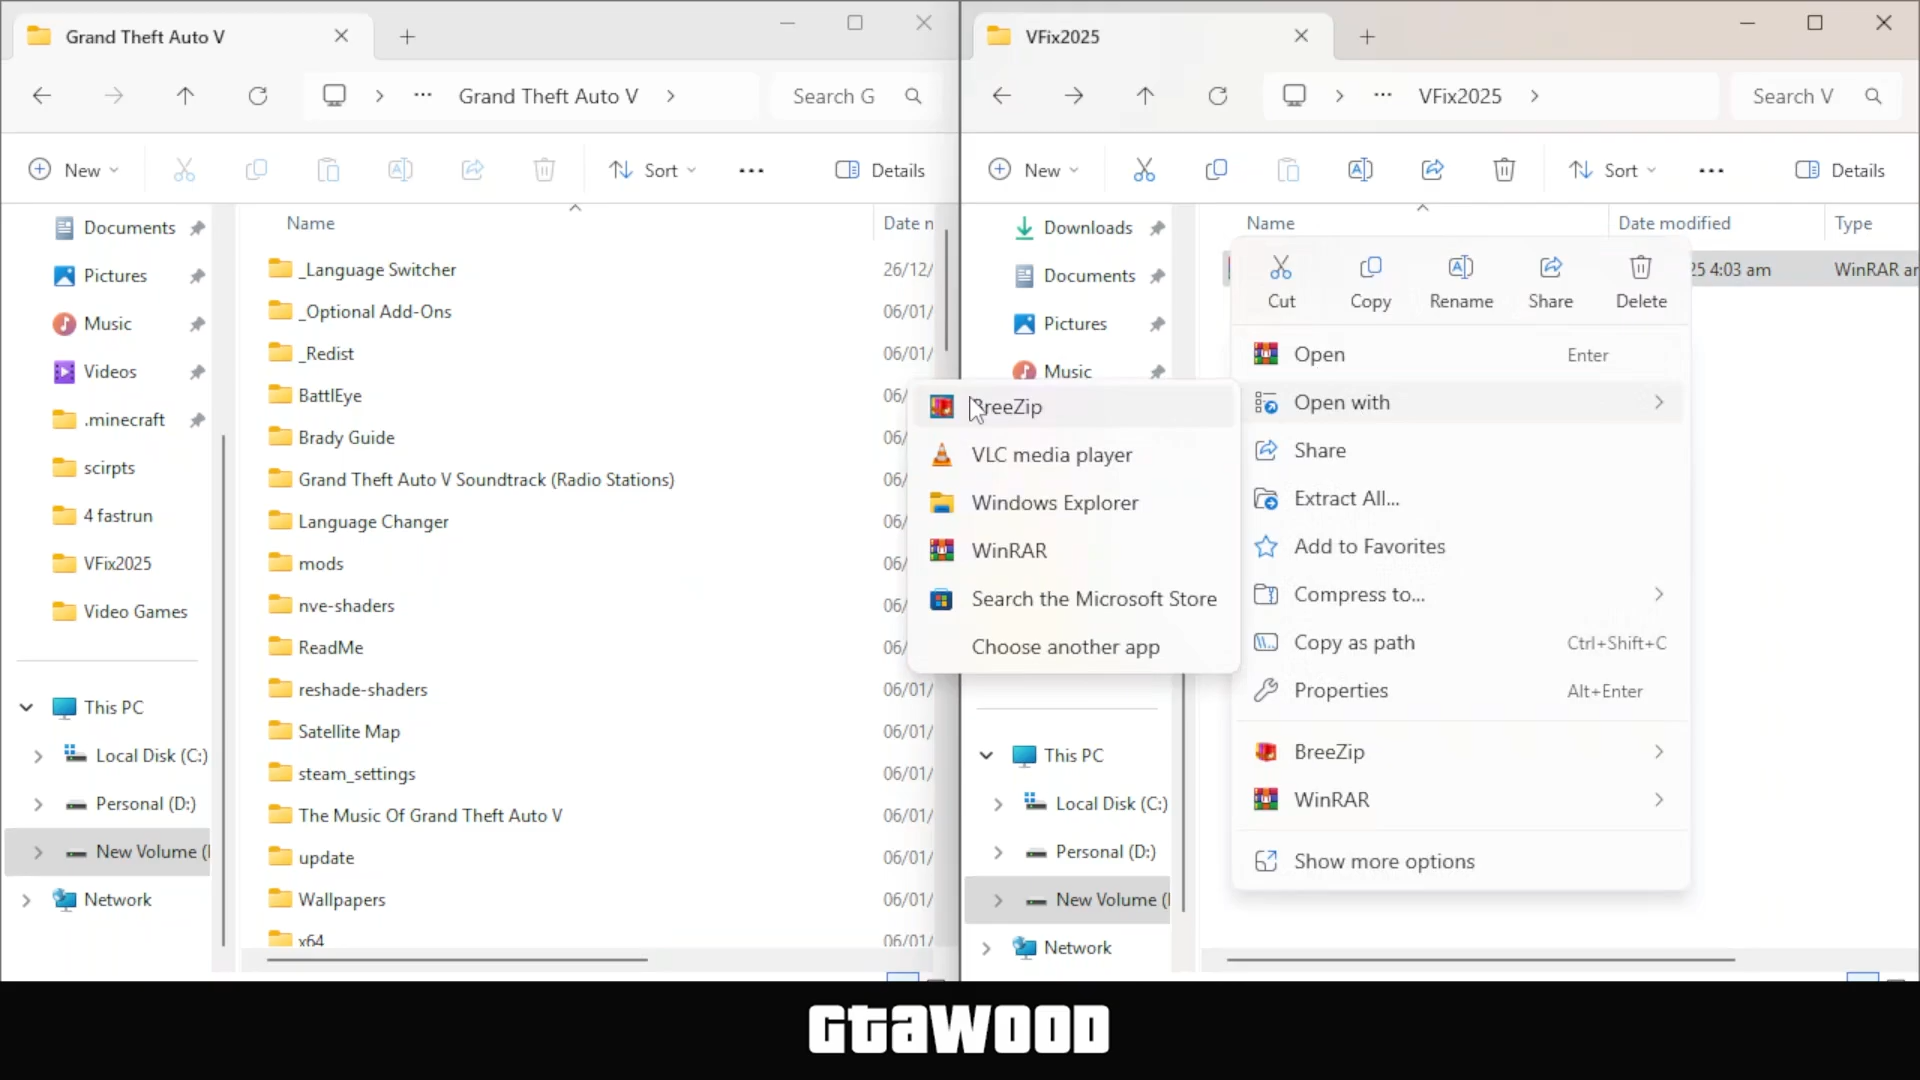 Grand Theft Auto V
Grand Theft Auto V
Search G
New
Sort
Details
Documents
Pictures
Music
Videos
.minecraft
scirpts
4 fastrun
VFix2025
Video Games
This PC
Local Disk (C:)
Personal (D:)
New Volume (
Network
Name
Date n
_Language Switcher
26/12/
_Optional Add-Ons
06/01/
_Redist
06/01/
BattlEye
06/
Brady Guide
06/
Grand Theft Auto V Soundtrack (Radio Stations)
06/
Language Changer
06/
mods
06/
nve-shaders
06/
ReadMe
06/
reshade-shaders
06/01/
Satellite Map
06/01/
steam_settings
06/01/
The Music Of Grand Theft Auto V
06/01/
update
06/01/
Wallpapers
06/01/
x64
06/01/
VFix2025
VFix2025
Search V
New
Sort
Details
Downloads
Documents
Pictures
Music
This PC
Local Disk (C:)
Personal (D:)
New Volume (
Network
Name
Date modified
Type
25 4:03 am
WinRAR ar
Cut
Copy
Rename
Share
Delete
Open
Enter
Open with
Share
Extract All...
Add to Favorites
Compress to...
Copy as path
Ctrl+Shift+C
Properties
Alt+Enter
BreeZip
WinRAR
Show more options
BreeZip
VLC media player
Windows Explorer
WinRAR
Search the Microsoft Store
Choose another app
GTAWOOD